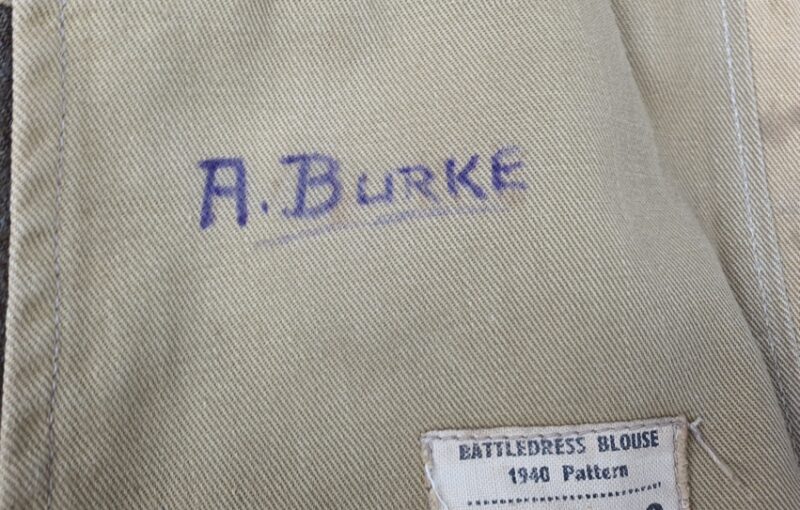 A. BURKE
BATTLEDRESS BLOUSE
1940 Pattern